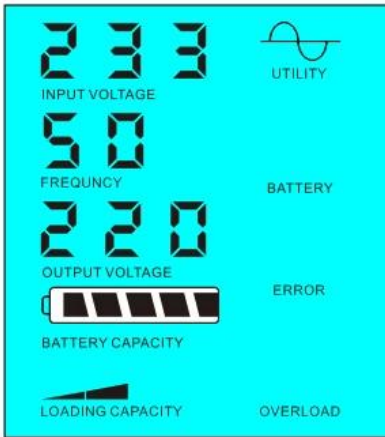 233
INPUT VOLTAGE
UTILITY
50
FREQUNCY
BATTERY
220
OUTPUT VOLTAGE
ERROR
BATTERY CAPACITY
LOADING CAPACITY
OVERLOAD